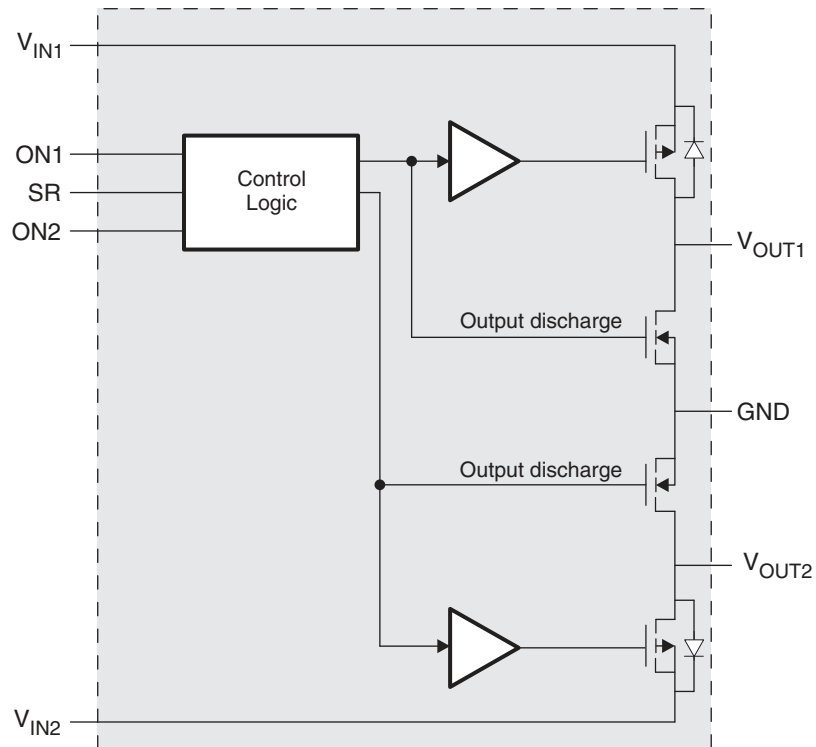 V_IN1
ON1
SR
ON2
Control
Logic
V_OUT1
Output discharge
GND
Output discharge
V_OUT2
V_IN2